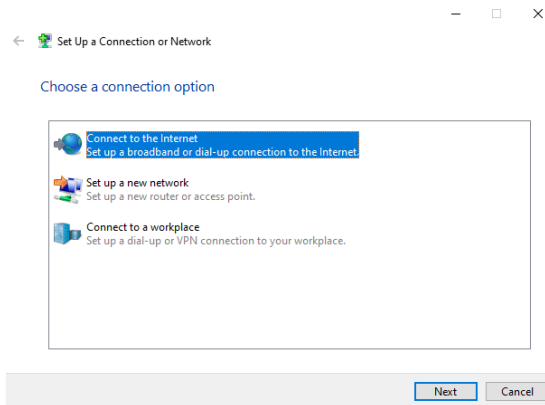 Set Up a Connection or Network
Choose a connection option
Connect to the Internet
Set up a broadband or dial-up connection to the Internet.
Set up a new network
Set up a new router or access point.
Connect to a workplace
Set up a dial-up or VPN connection to your workplace.
Next Cancel